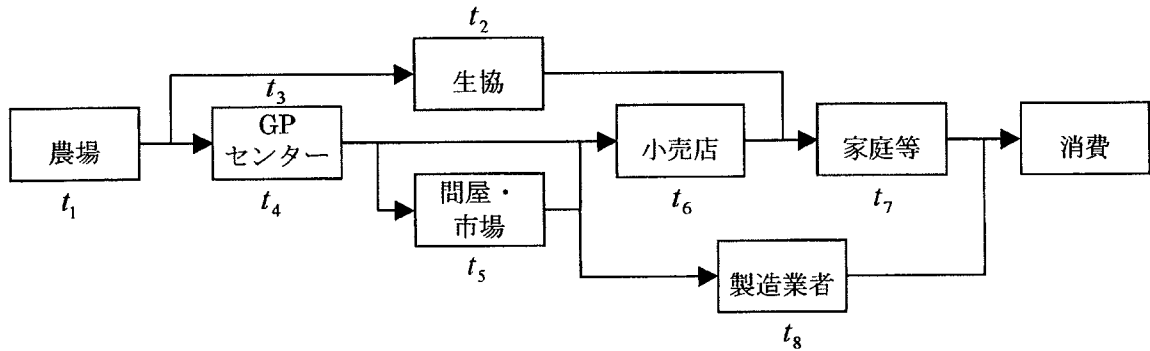 t2
生協
t3
農場
GP
センター
小売店
家庭等
消費
t1
t4
問屋・
市場
t6
t7
t5
製造業者
t8